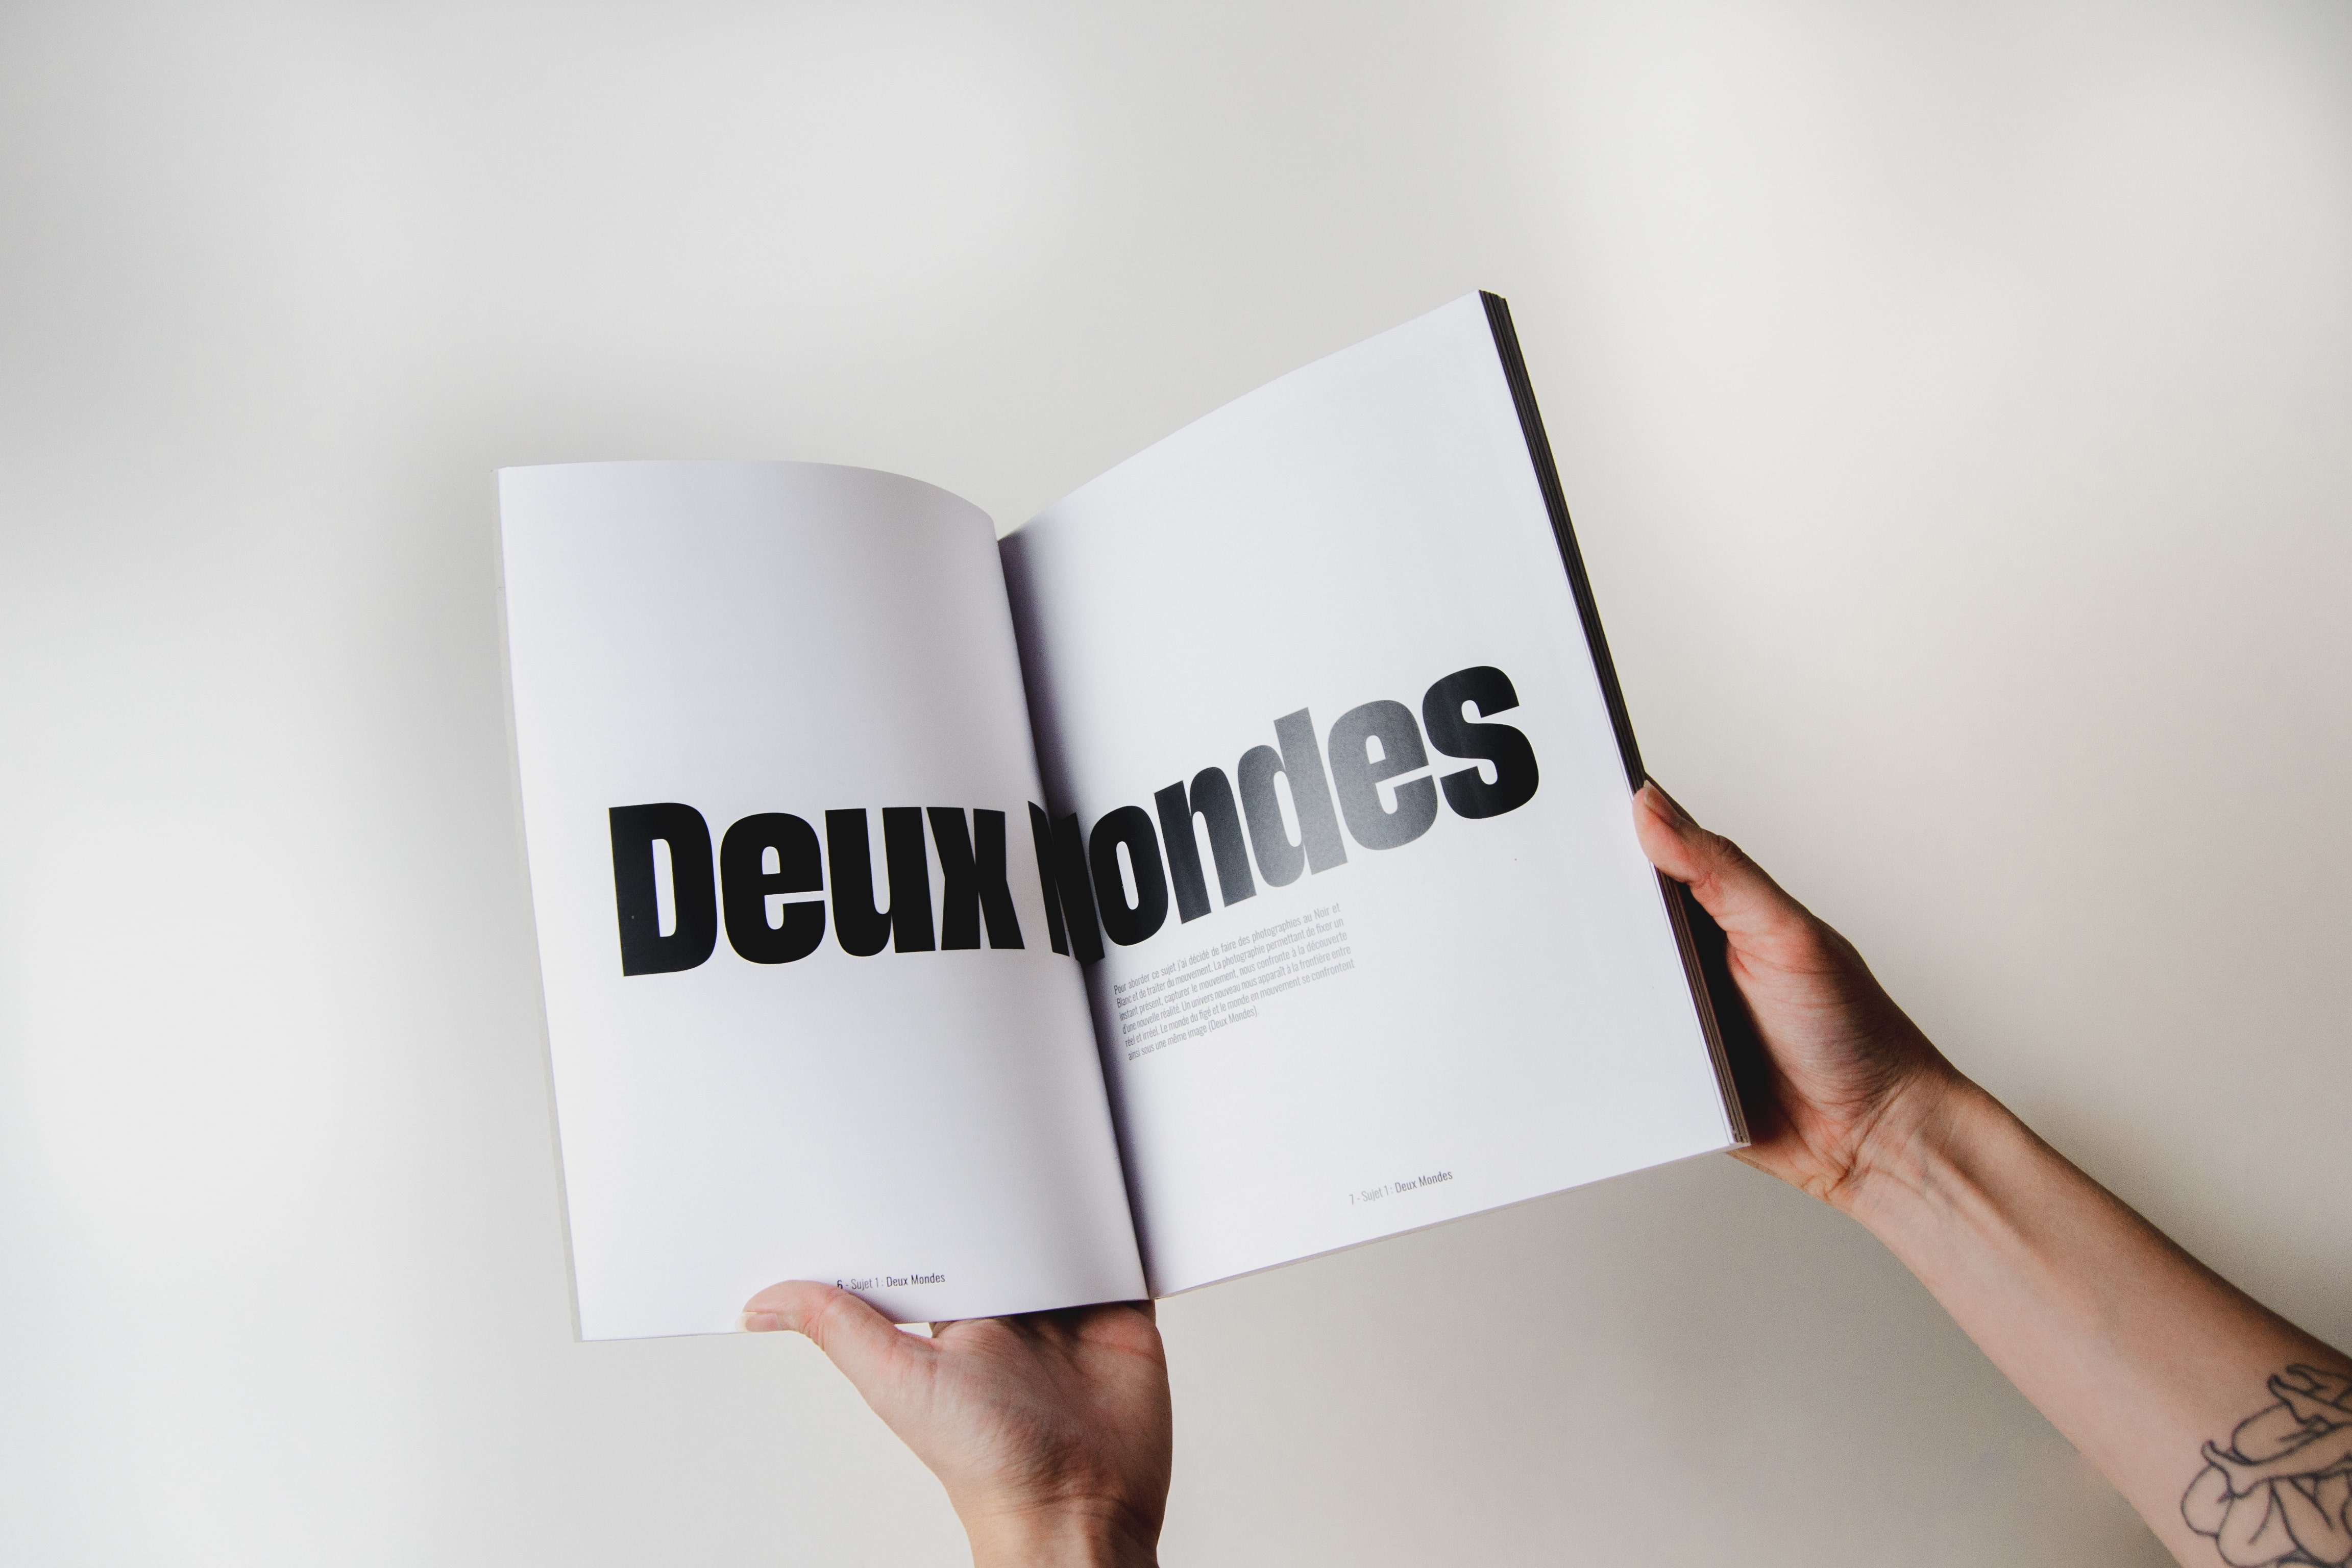 Deux Mondes
Pour aborder ce sujet j'ai décidé de faire des photographies au Noir et
Blanc et de traiter du mouvement. La photographie permettant de fixer un
instant présent, capturer le mouvement, nous confronte à la découverte
d'une nouvelle réalité. Un univers nouveau nous apparaît à la frontière entre
réel et irréel. Le monde du figé et le monde en mouvement se confrontent
ainsi sous une même image (Deux Mondes).
6 - Sujet 1 : Deux Mondes
7 - Sujet 1 : Deux Mondes